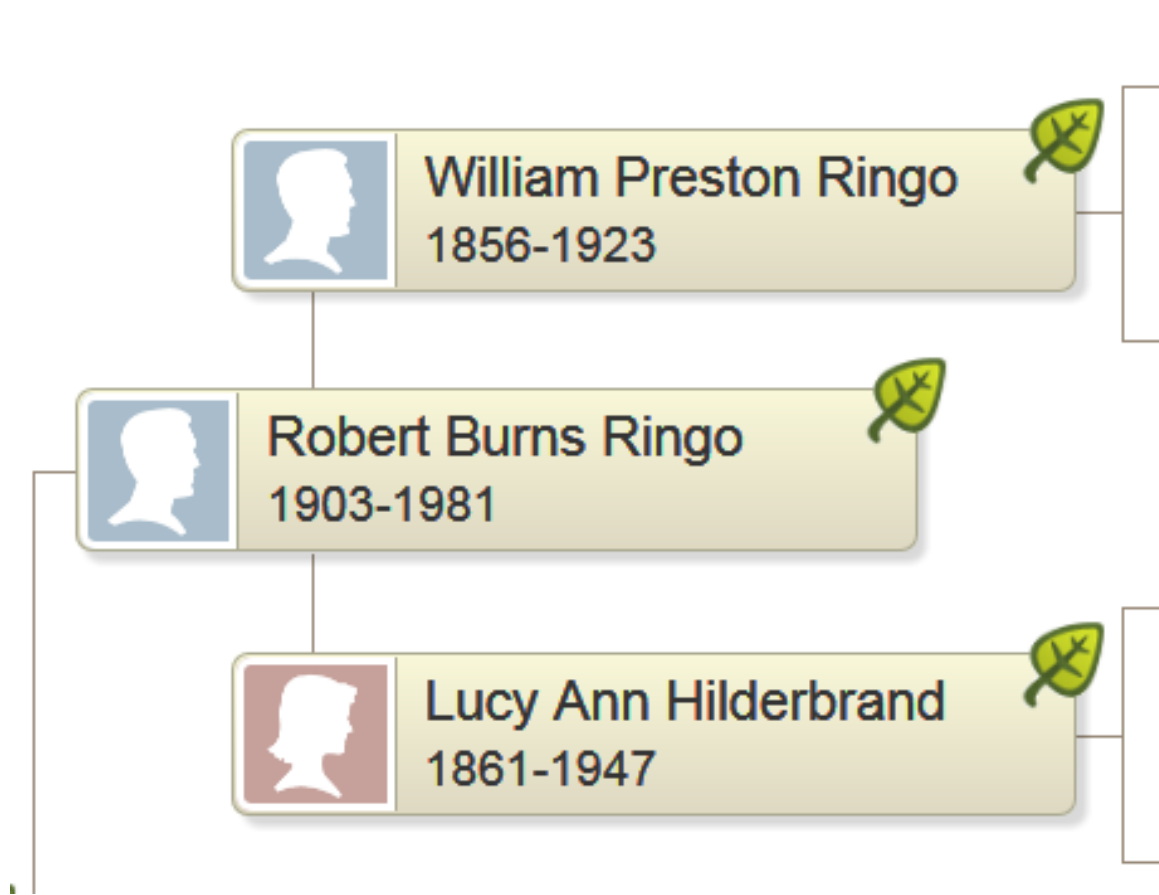 William Preston Ringo
1856-1923
Robert Burns Ringo
1903-1981
Lucy Ann Hilderbrand
1861-1947